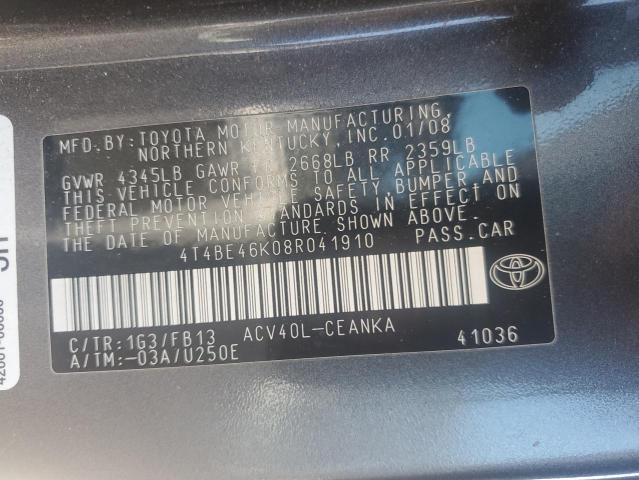 MFD.BY:TOYOTA MOTOR MANUFACTURING,
NORTHERN KENTUCKY,INC.01/08
GVWR 4345LB GAWR FR 2668LB RR 2359LB
THIS VEHICLE CONFORMS TO ALL APPLICABLE
FEDERAL MOTOR VEHICLE SAFETY BUMPER AND
THEFT PREVENTION STANDARDS IN EFFECT ON
THE DATE OF MANUFACTURE SHOWN ABOVE.
4T4BE46K08R041910 PASS.CAR
C/TR:1G3/FB13 ACV40L-CEANKA 41036
A/TM:-03A/U250E